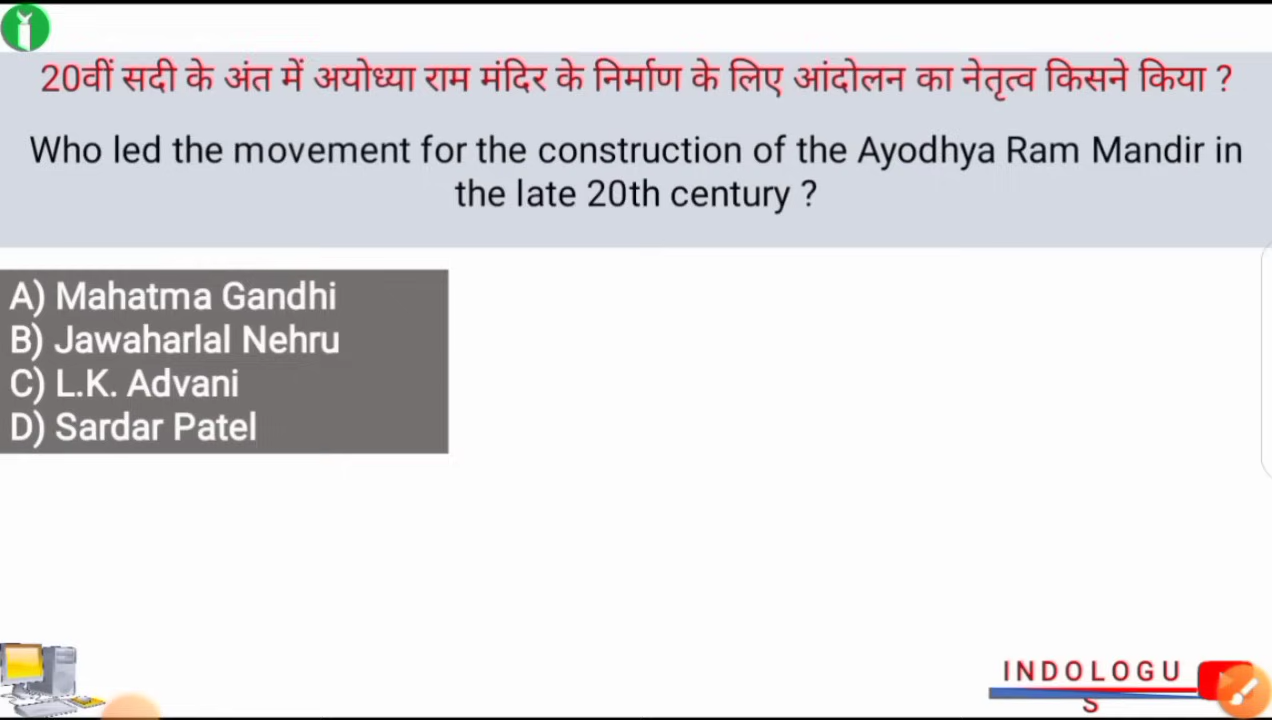 20वीं सदी के अंत में अयोध्या राम मंदिर के निर्माण के लिए आंदोलन का नेतृत्व किसने किया ?
Who led the movement for the construction of the Ayodhya Ram Mandir in
the late 20th century ?
A) Mahatma Gandhi
B) Jawaharlal Nehru
C) L.K. Advani
D) Sardar Patel
INDOLOGU
S